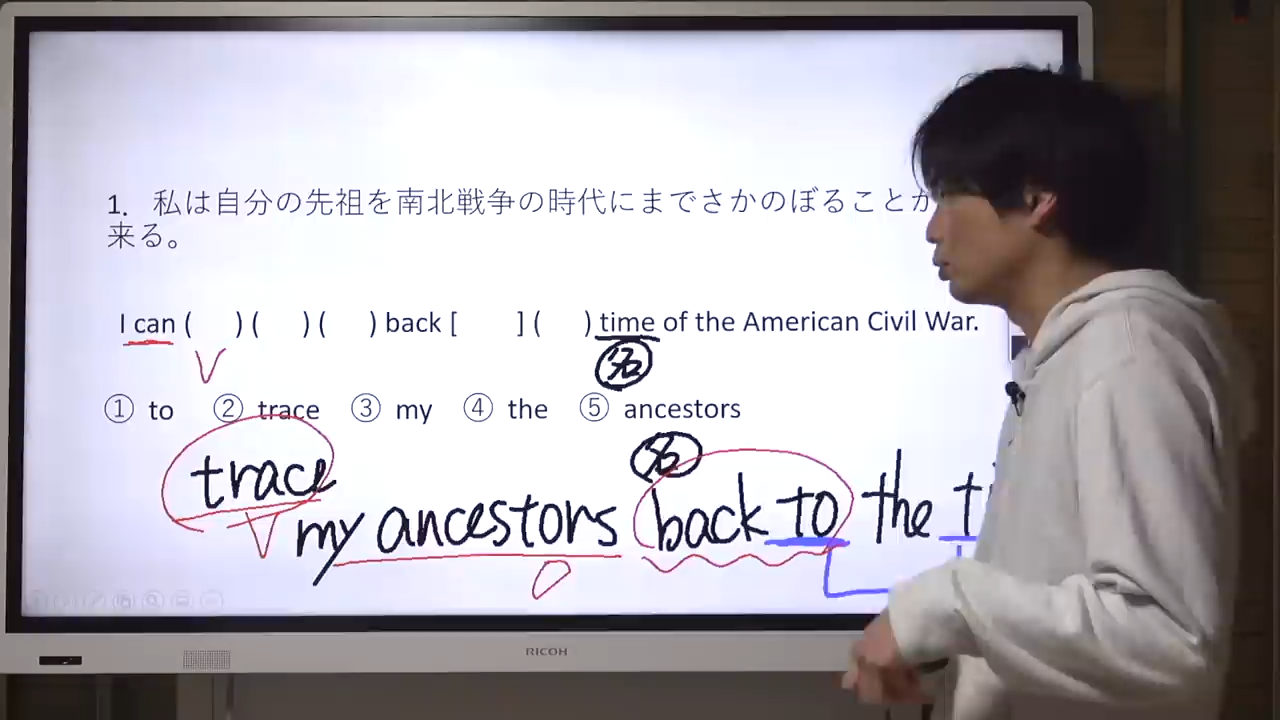 1. 私は自分の先祖を南北戦争の時代にまでさかのぼることが
来る。
I can (  ) (  ) (  ) back [  ] (  ) time of the American Civil War.
V 名
① to ② trace ③ my ④ the ⑤ ancestors
名
trace
my ancestors back to the ti
V O
RICOH